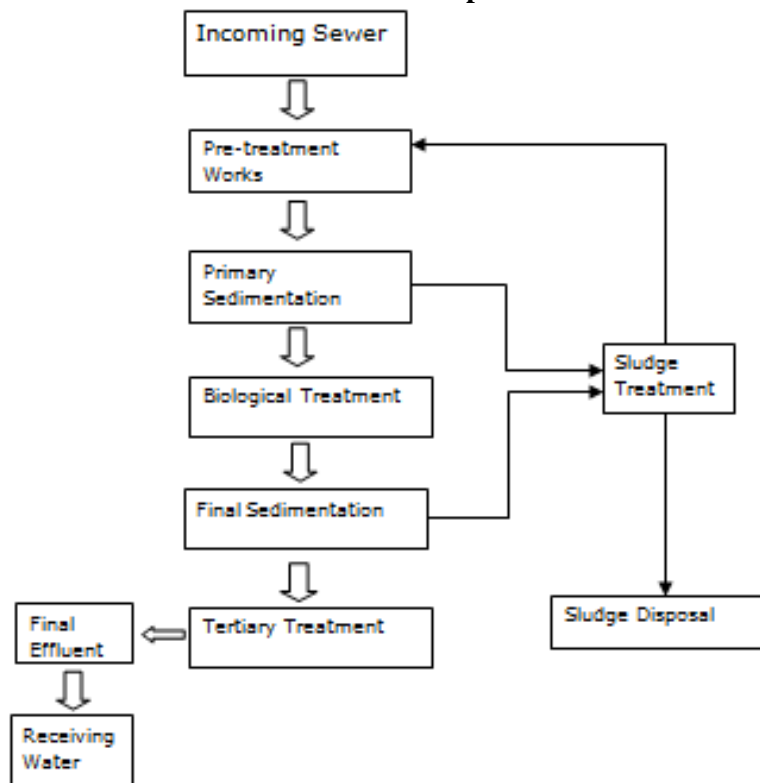 Incoming Sewer
Pre-treatment
Works
Primary
Sedimentation
Sludge
Treatment
Biological Treatment
Final Sedimentation
Sludge Disposal
Tertiary Treatment
Final
Effluent
Receiving
Water